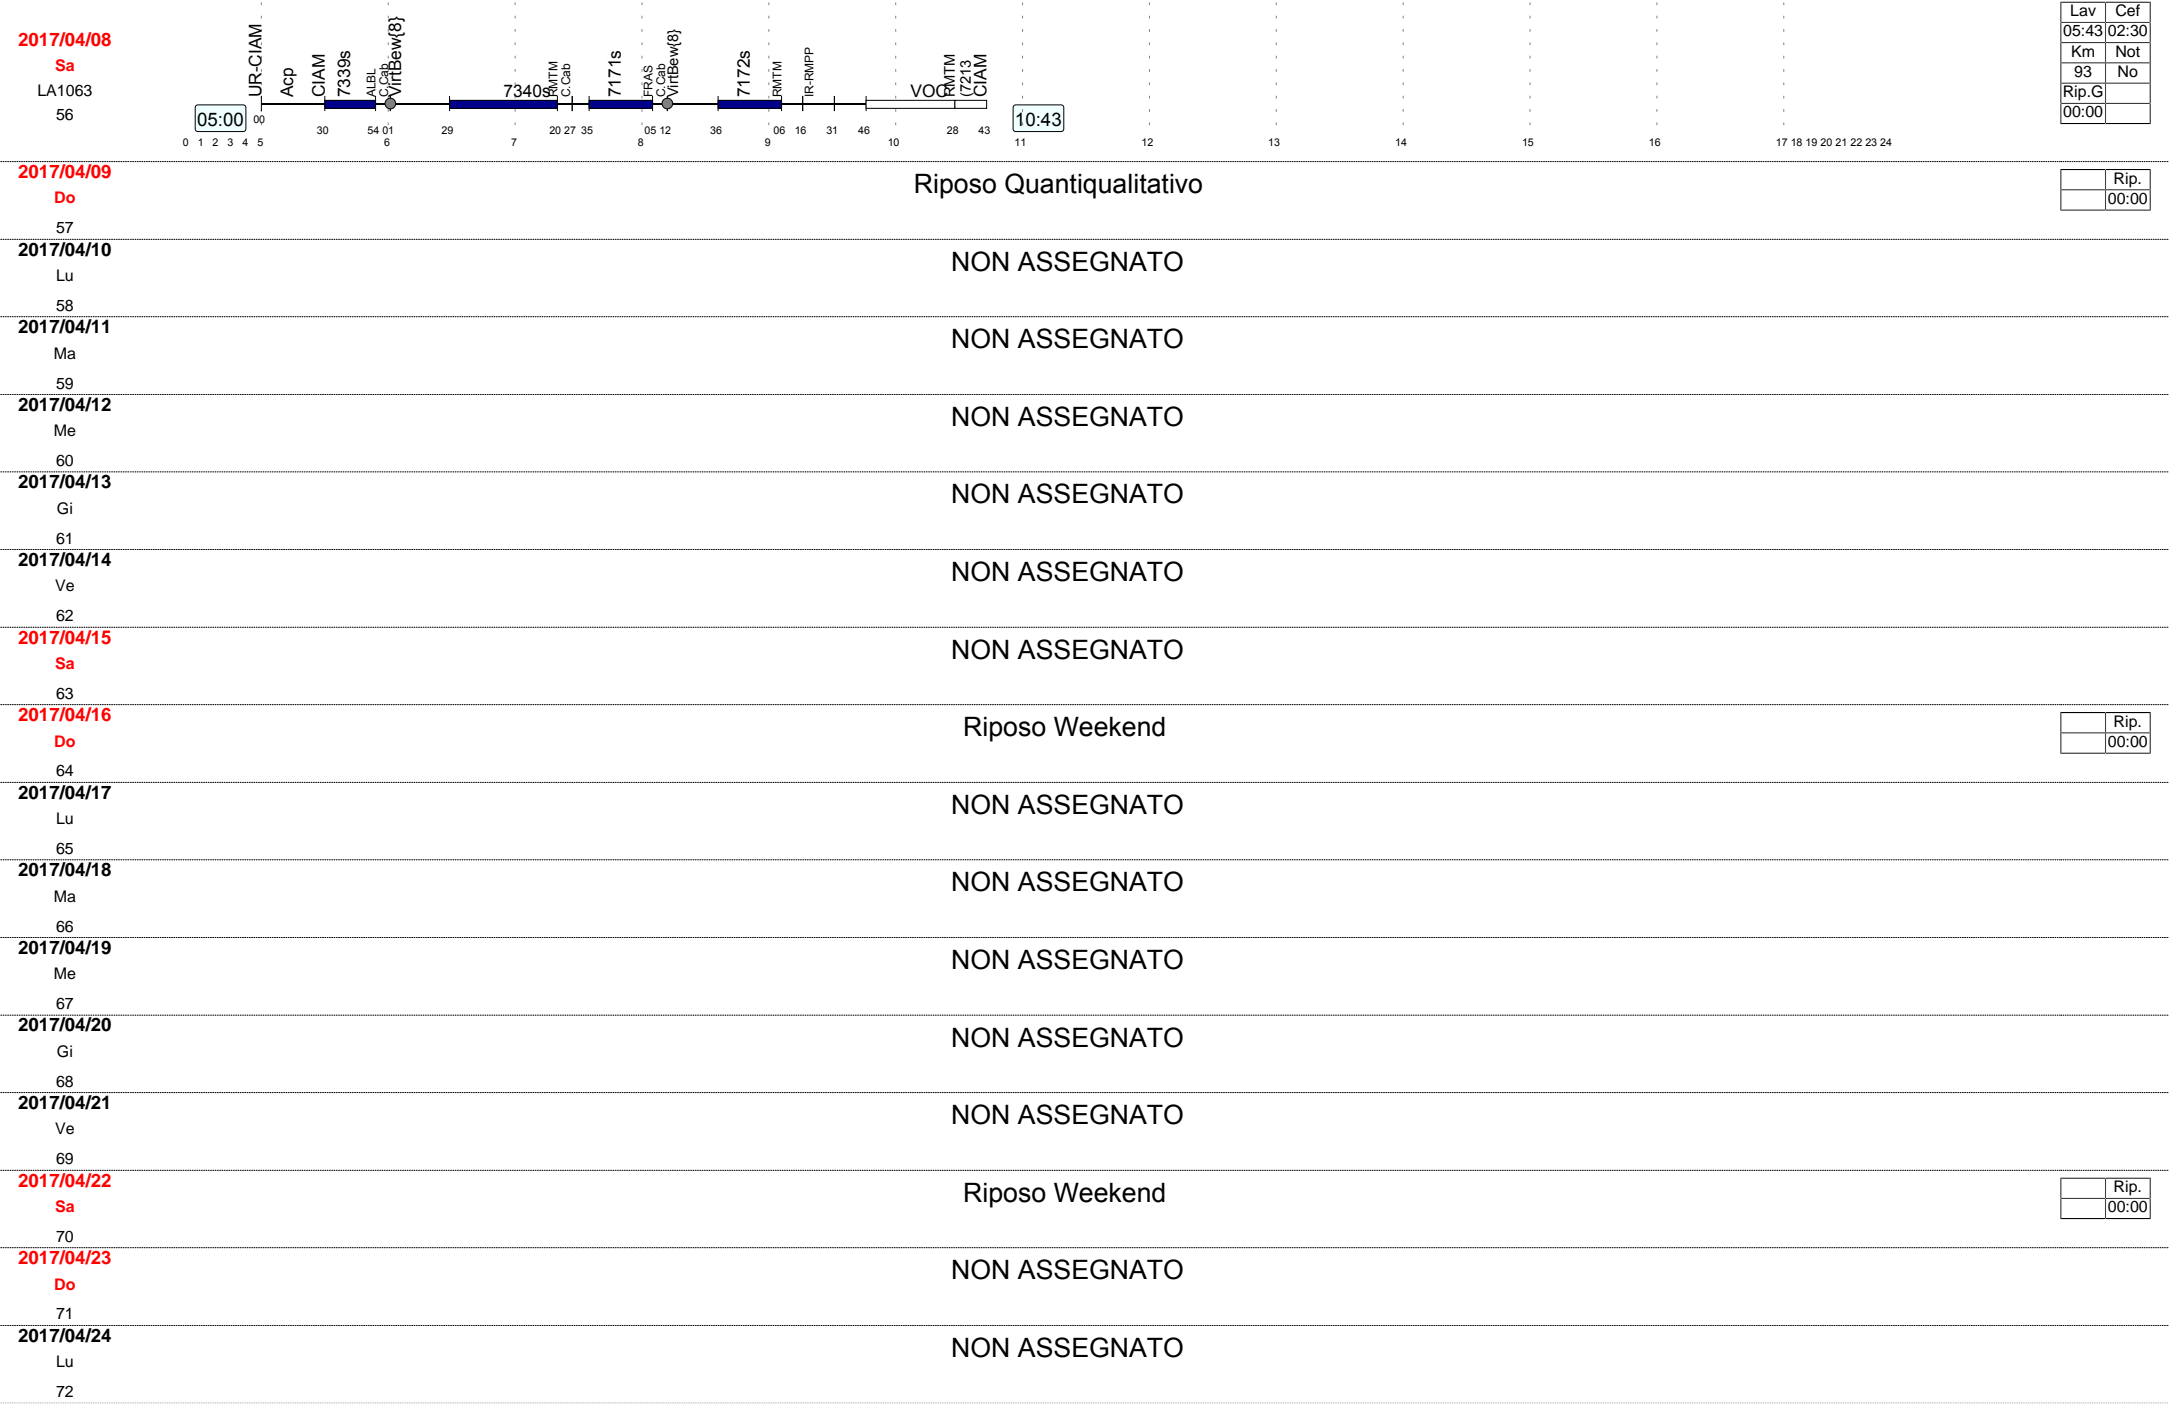 2017/04/08
Sa
LA1063
56
UR-CIAM
Acp
CIAM
7339s
ALBL
C.Cab
VirtBew{8}
7340s
RMTM
C.Cab
7171s
FRAS
C.Cab
VirtBew{8}
7172s
RMTM
IR-RMPP
VOC
RMTM
(7213
CIAM
05:00
10:43
00 30 54 01 29 20 27 35 05 12 36 06 16 31 46 28 43
0 1 2 3 4 5 6 7 8 9 10 11 12 13 14 15 16 17 18 19 20 21 22 23 24
Lav Cef
05:43 02:30
Km Not
93 No
Rip.G
00:00
2017/04/09
Do
57
Riposo Quantiqualitativo
Rip.
00:00
2017/04/10
Lu
58
NON ASSEGNATO
2017/04/11
Ma
59
NON ASSEGNATO
2017/04/12
Me
60
NON ASSEGNATO
2017/04/13
Gi
61
NON ASSEGNATO
2017/04/14
Ve
62
NON ASSEGNATO
2017/04/15
Sa
63
NON ASSEGNATO
2017/04/16
Do
64
Riposo Weekend
Rip.
00:00
2017/04/17
Lu
65
NON ASSEGNATO
2017/04/18
Ma
66
NON ASSEGNATO
2017/04/19
Me
67
NON ASSEGNATO
2017/04/20
Gi
68
NON ASSEGNATO
2017/04/21
Ve
69
NON ASSEGNATO
2017/04/22
Sa
70
Riposo Weekend
Rip.
00:00
2017/04/23
Do
71
NON ASSEGNATO
2017/04/24
Lu
72
NON ASSEGNATO